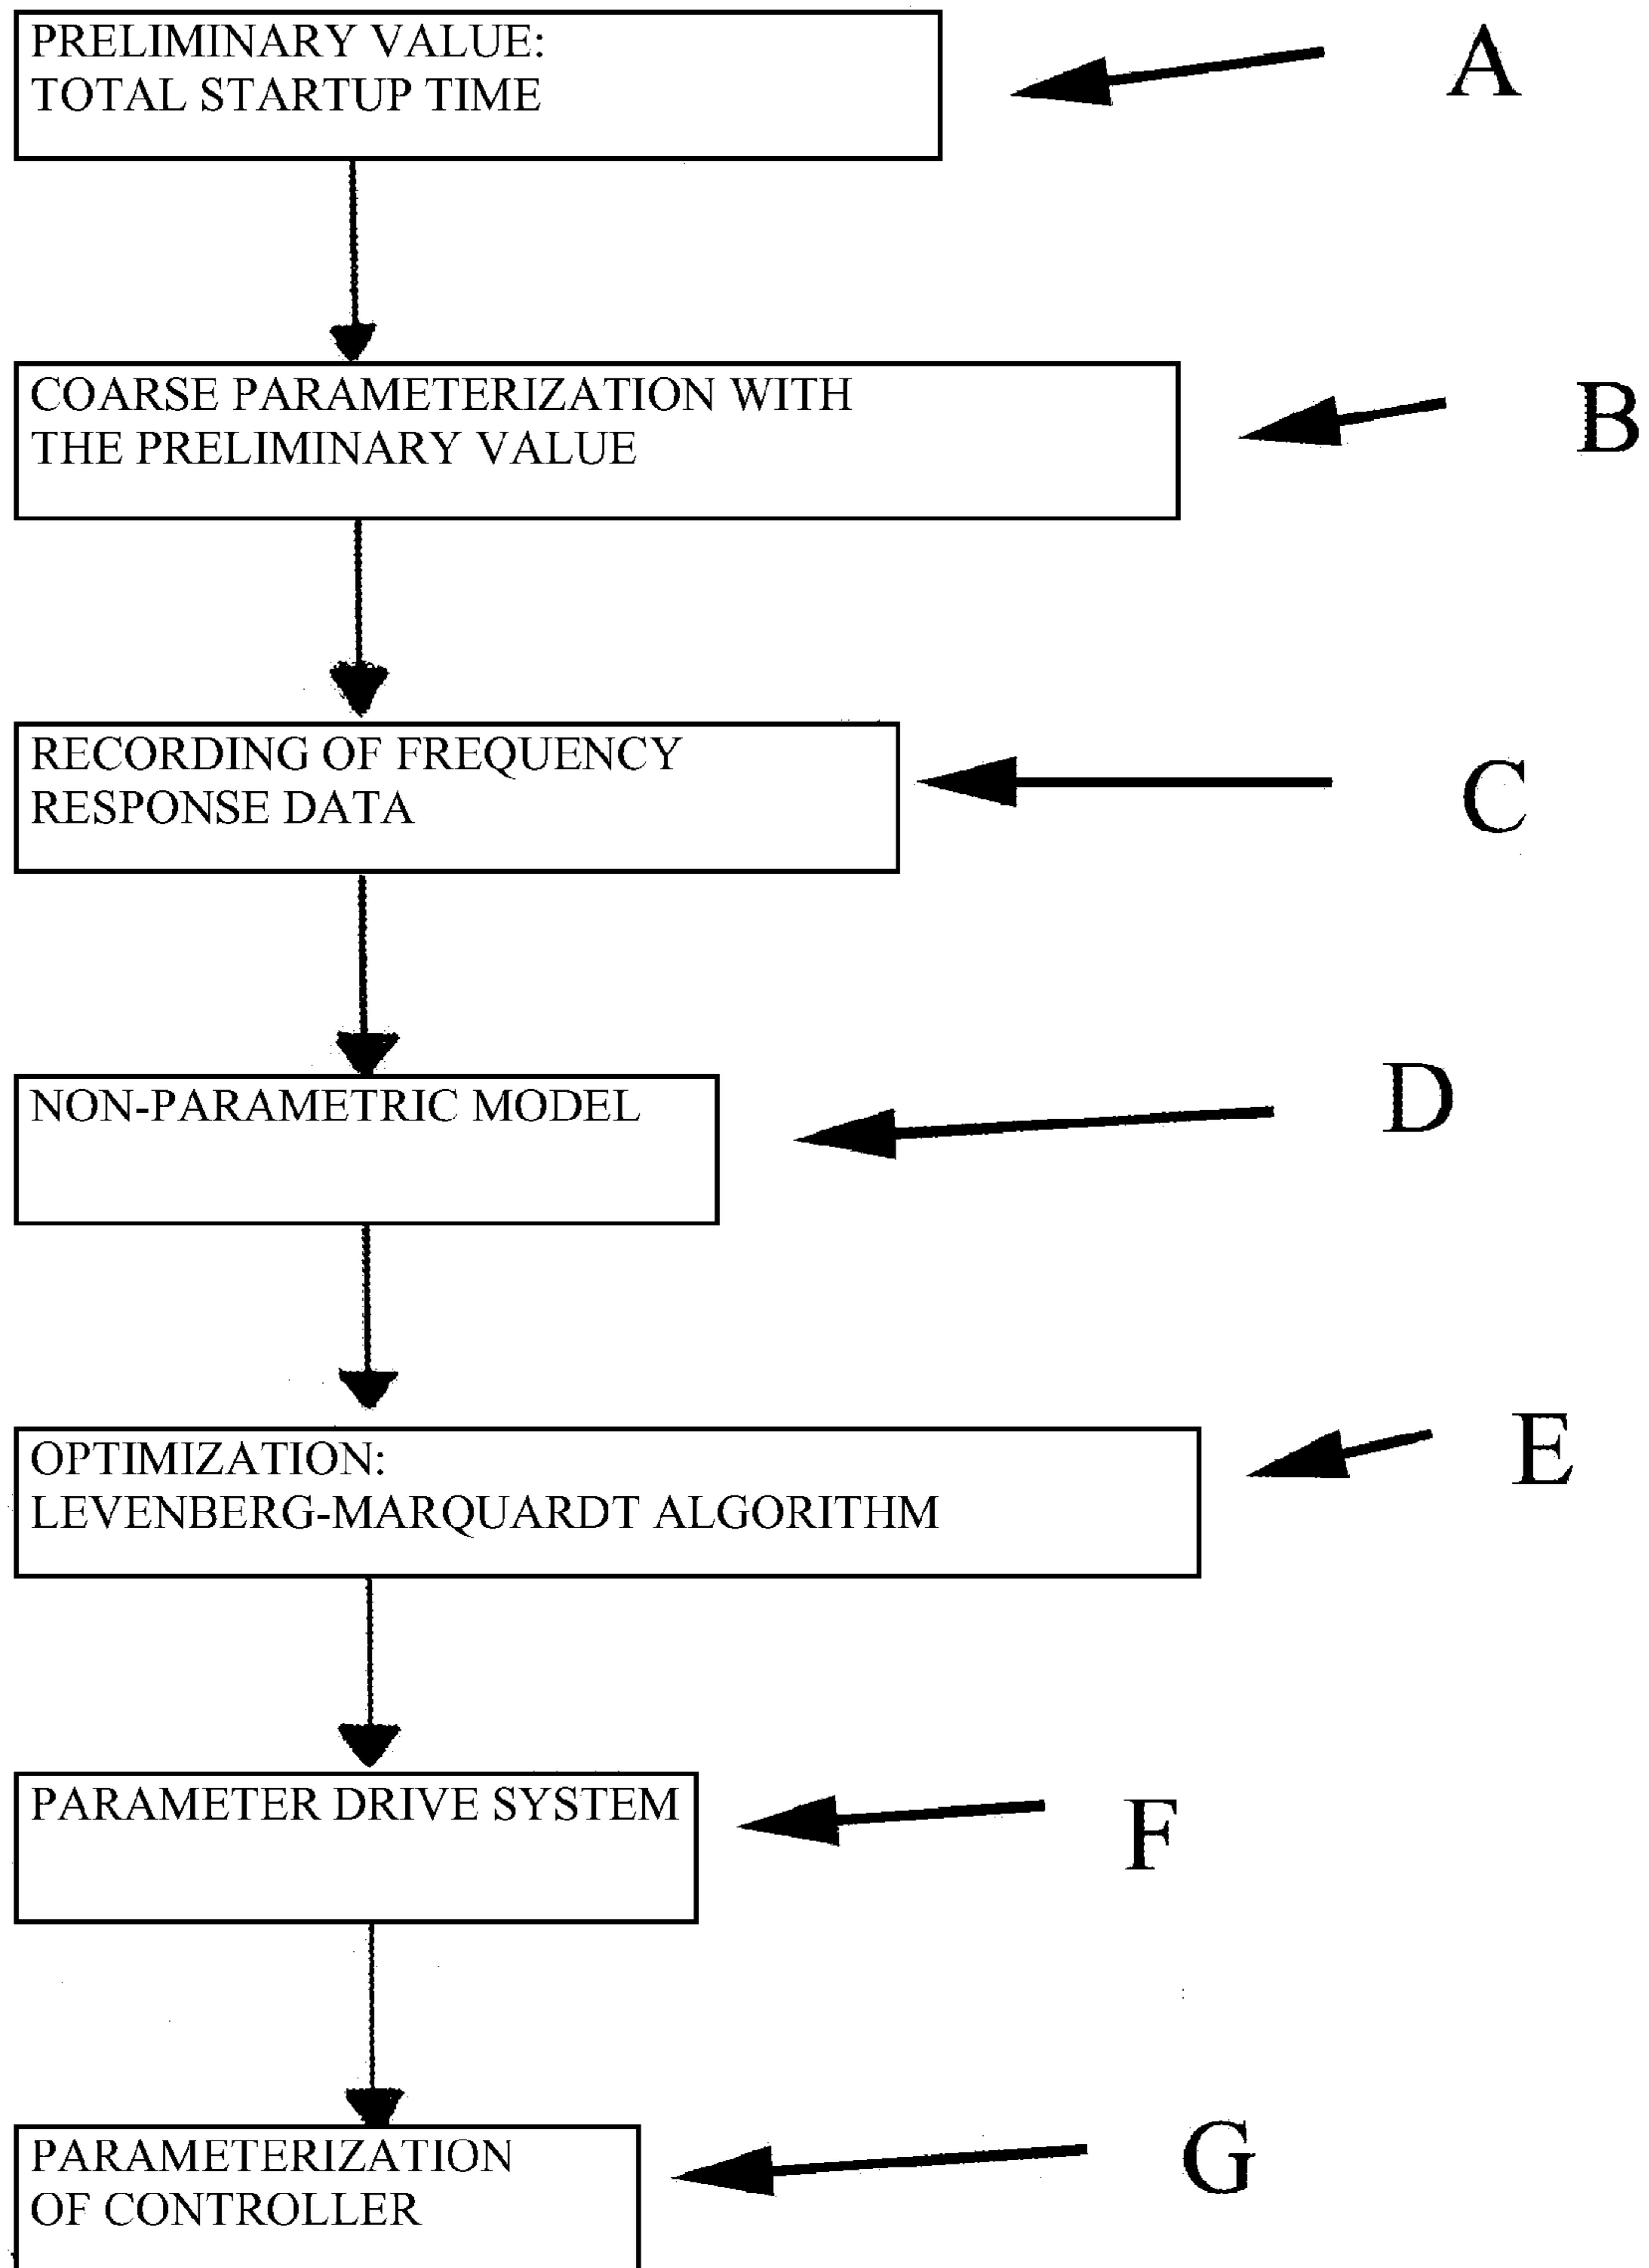 PRELIMINARY VALUE:
TOTAL STARTUP TIME
A
COARSE PARAMETERIZATION WITH
THE PRELIMINARY VALUE
B
RECORDING OF FREQUENCY
RESPONSE DATA
C
NON-PARAMETRIC MODEL
D
OPTIMIZATION:
LEVENBERG-MARQUARDT ALGORITHM
E
PARAMETER DRIVE SYSTEM
F
PARAMETERIZATION
OF CONTROLLER
G